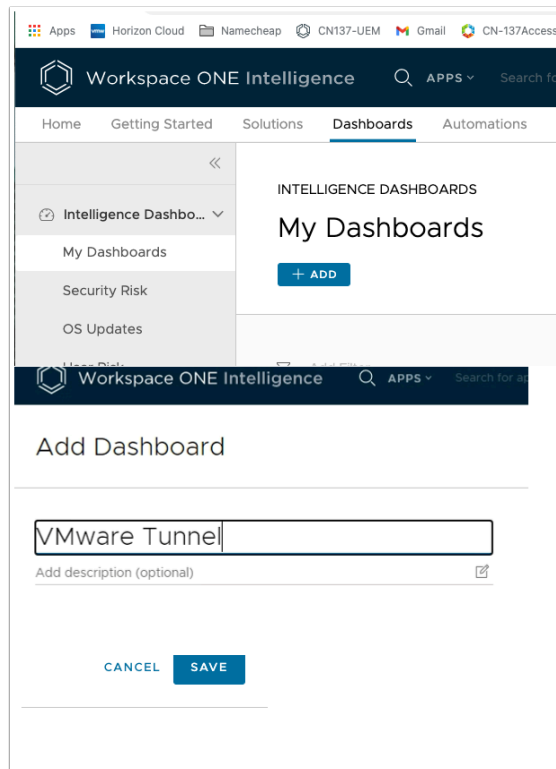 Apps Horizon Cloud Namecheap CN137-UEM Gmail CN-137Access
Workspace ONE Intelligence APPS Search fo
Home Getting Started Solutions Dashboards Automations
INTELLIGENCE DASHBOARDS
Intelligence Dashbo...
My Dashboards
My Dashboards
+ ADD
Security Risk
OS Updates
Workspace ONE Intelligence APPS Search for ap
Add Dashboard
VMware Tunnel
Add description (optional)
CANCEL SAVE